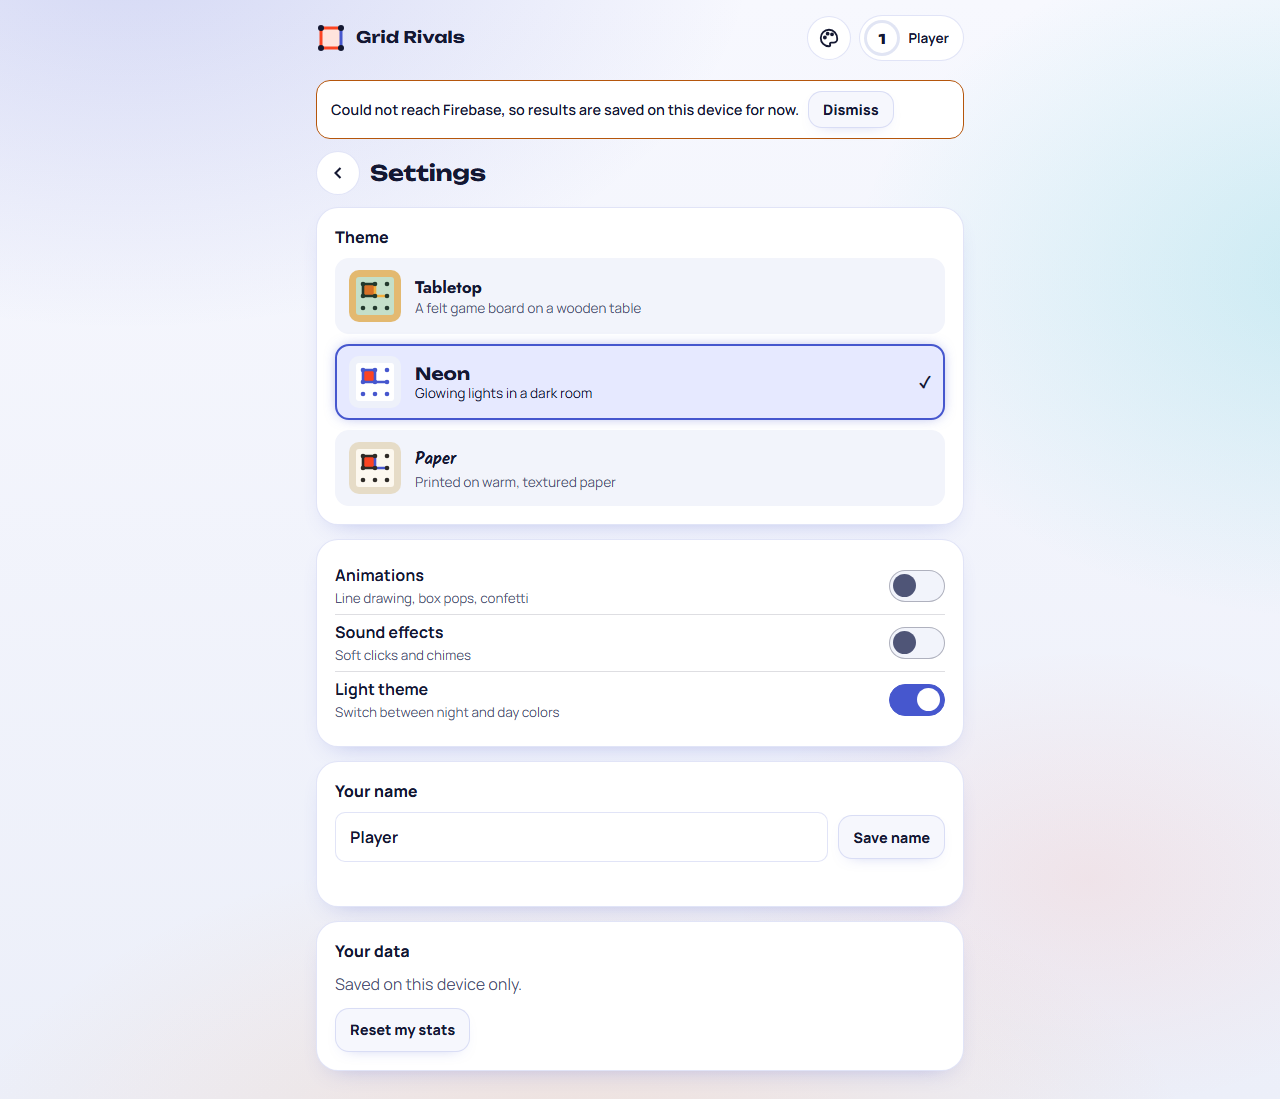 Grid Rivals
1 Player
Could not reach Firebase, so results are saved on this device for now. Dismiss
Settings
Theme
Tabletop
A felt game board on a wooden table
Neon
Glowing lights in a dark room
Paper
Printed on warm, textured paper
Animations
Line drawing, box pops, confetti
Sound effects
Soft clicks and chimes
Light theme
Switch between night and day colors
Your name
Player Save name
Your data
Saved on this device only.
Reset my stats